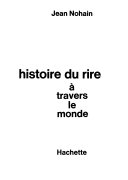 Jean Nohain
histoire du rire
à
travers
le
monde
Hachette